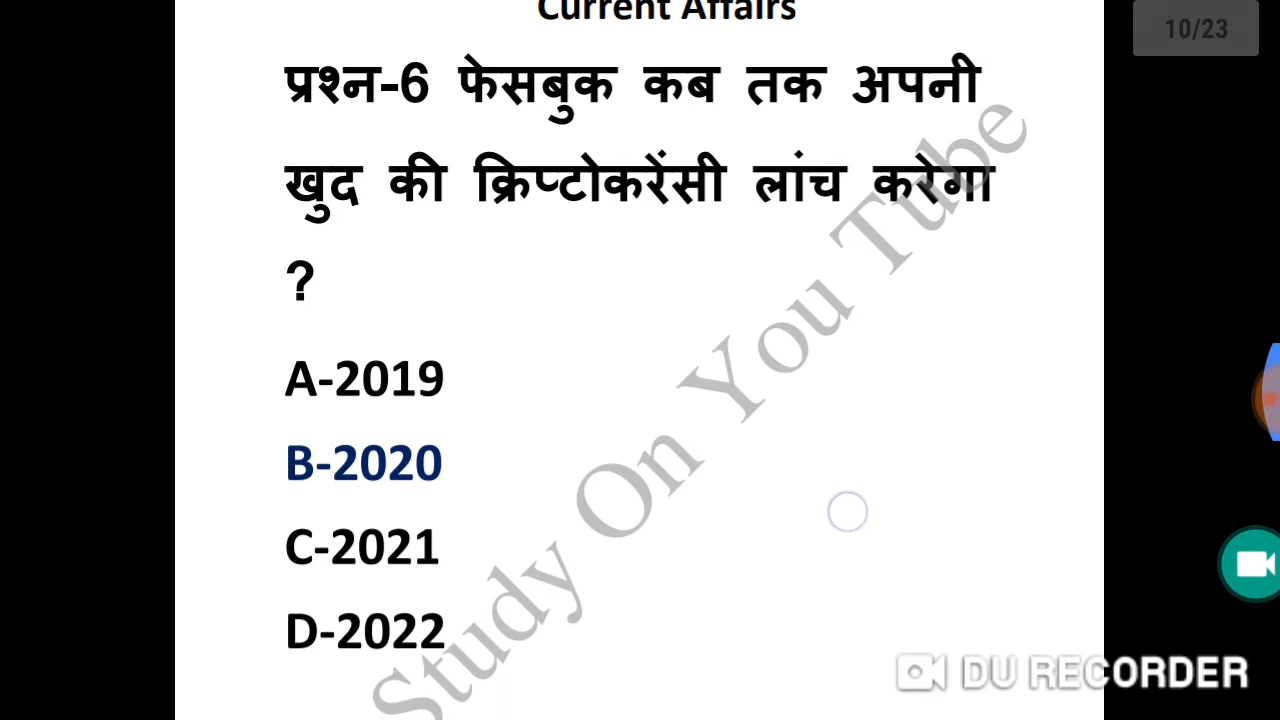 Current Affairs
10/23
प्रश्न-6 फेसबुक कब तक अपनी
खुद की क्रिप्टोकरेंसी लांच करेगा
?
A-2019
B-2020
C-2021
D-2022
Study On You Tube
DU RECORDER